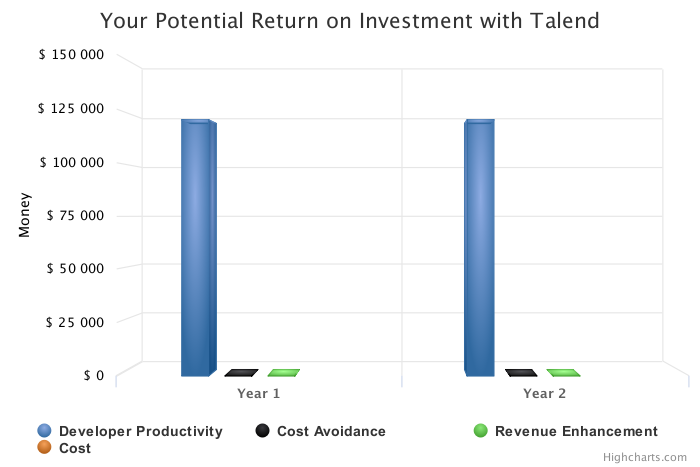 Your Potential Return on Investment with Talend
$ 150 000
$ 125 000
$ 100 000
$ 75 000
$ 50 000
$ 25 000
$ 0
Money
Year 1
Year 2
Developer Productivity
Cost Avoidance
Revenue Enhancement
Cost
Highcharts.com